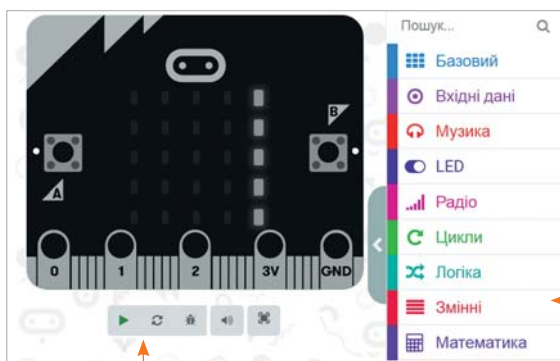 Пошук...
Базовий
Вхідні дані
Музика
LED
Радіо
Цикли
Логіка
Змінні
Математика
B
A
0 1 2 3V GND